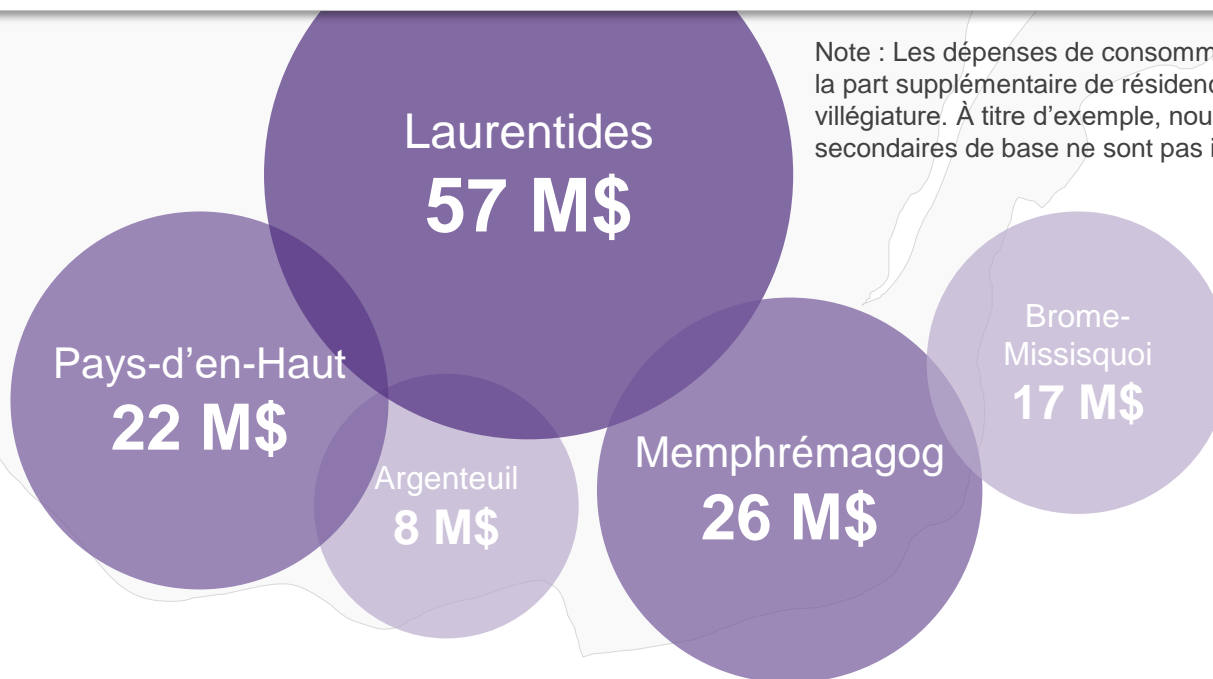 Note : Les dépenses de consomm
la part supplémentaire de résiden
villégiature. À titre d'exemple, nou
secondaires de base ne sont pas
Laurentides
57 M$
Pays-d'en-Haut
22 M$
Argenteuil
8 M$
Memphrémagog
26 M$
Brome-
Missisquoi
17 M$